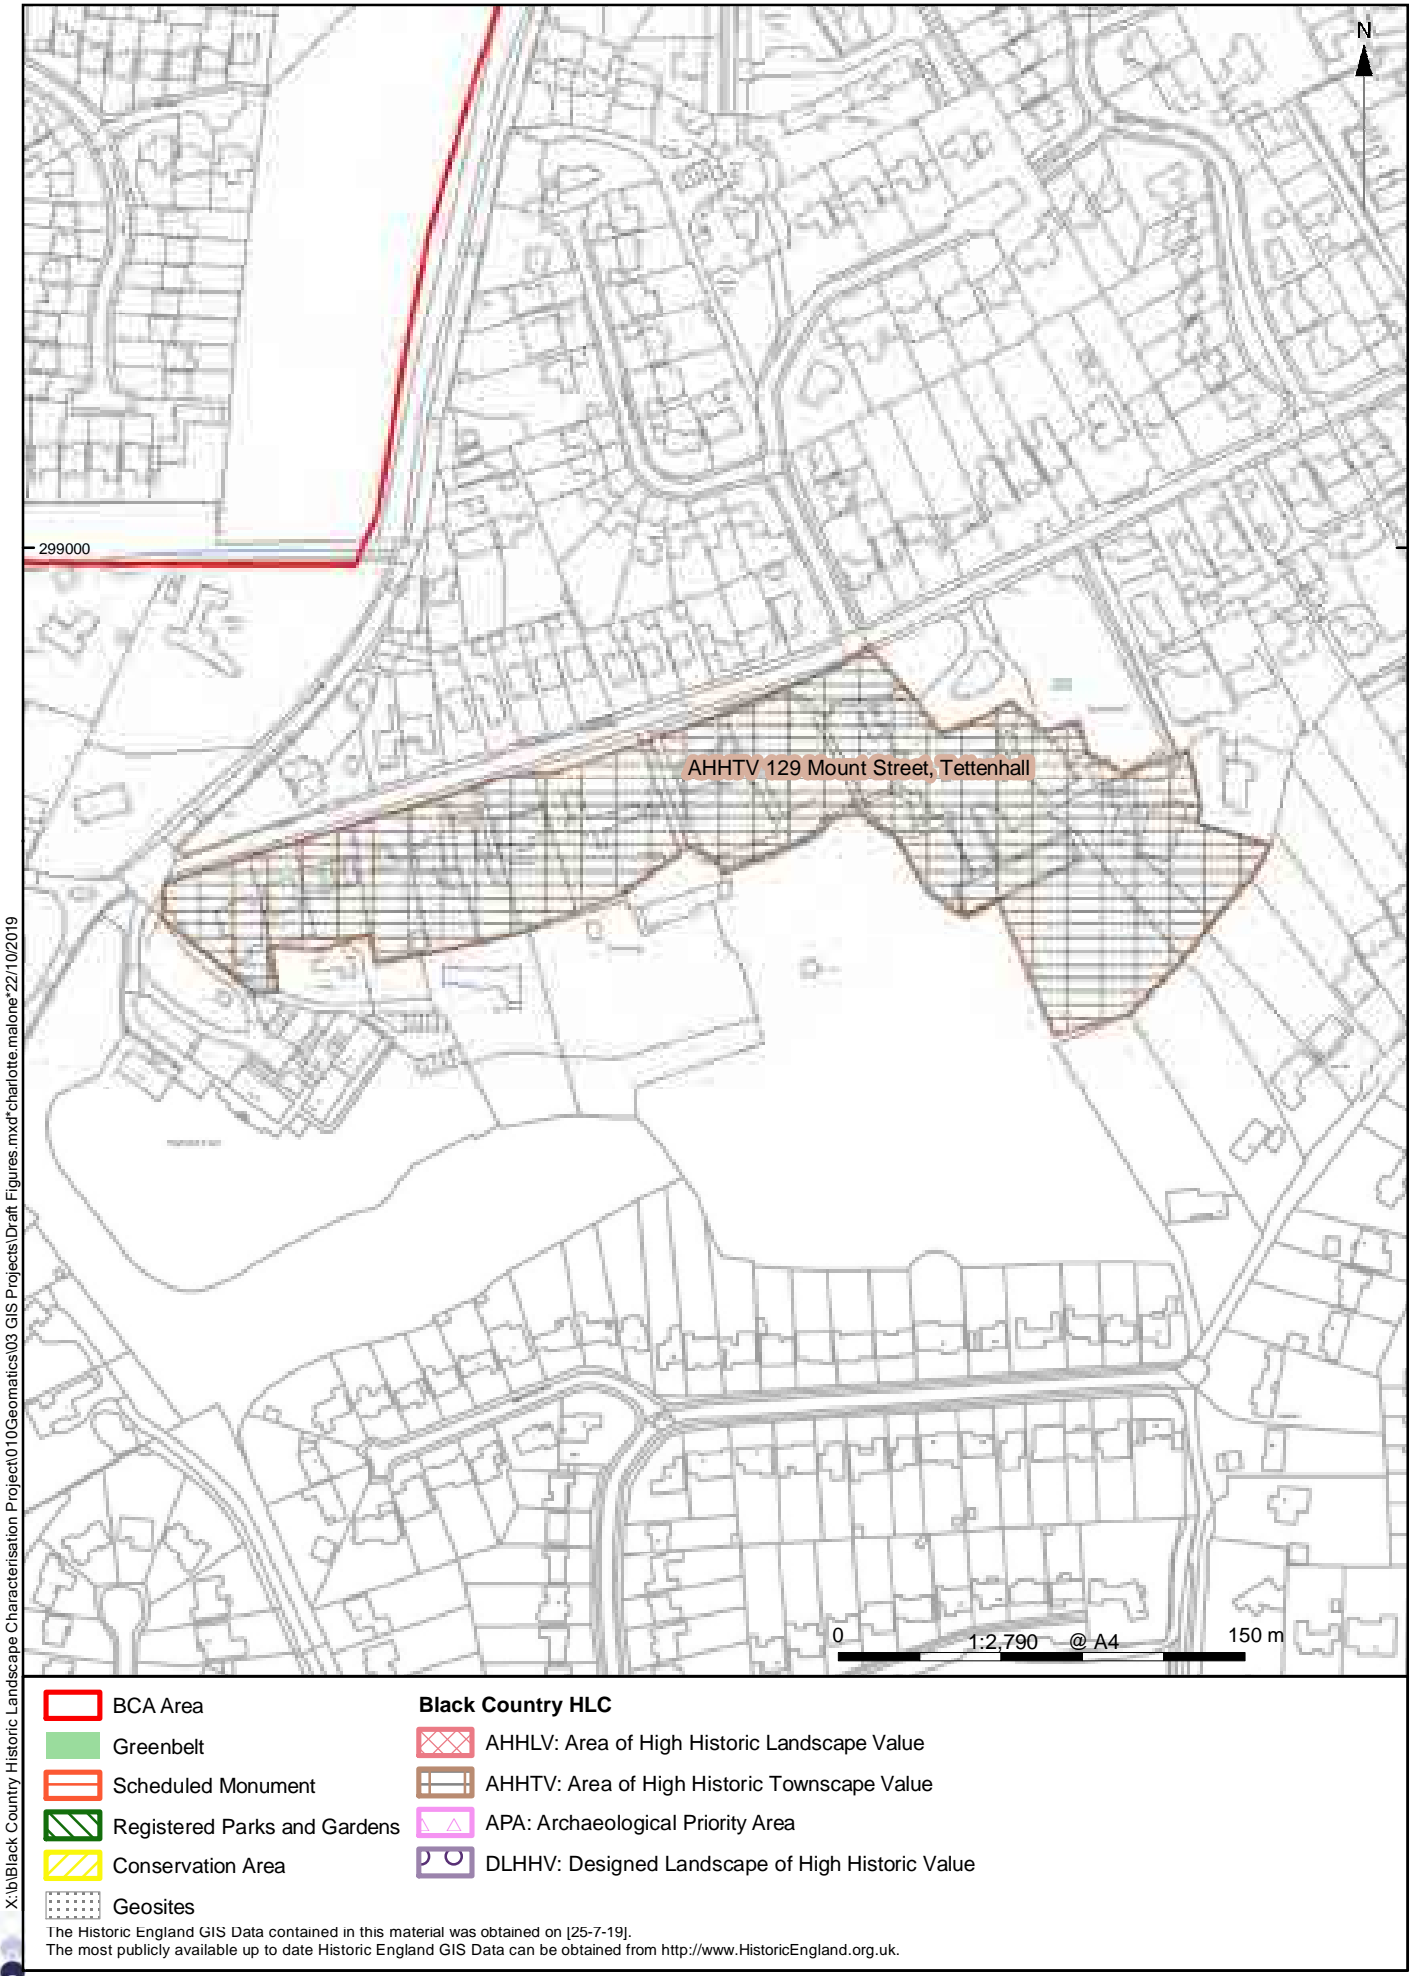 N
299000
AHHTV 129 Mount Street, Tettenhall
0 1:2,790 @ A4 150 m
X:\b\Black Country Historic Landscape Characterisation Project\010Geomatics\03 GIS Projects\Draft Figures.mxd*charlotte.malone*22/10/2019
BCA Area
Greenbelt
Scheduled Monument
Registered Parks and Gardens
Conservation Area
Geosites
Black Country HLC
AHHLV: Area of High Historic Landscape Value
AHHTV: Area of High Historic Townscape Value
APA: Archaeological Priority Area
DLHHV: Designed Landscape of High Historic Value
The Historic England GIS Data contained in this material was obtained on [25-7-19].
The most publicly available up to date Historic England GIS Data can be obtained from http://www.HistoricEngland.org.uk.